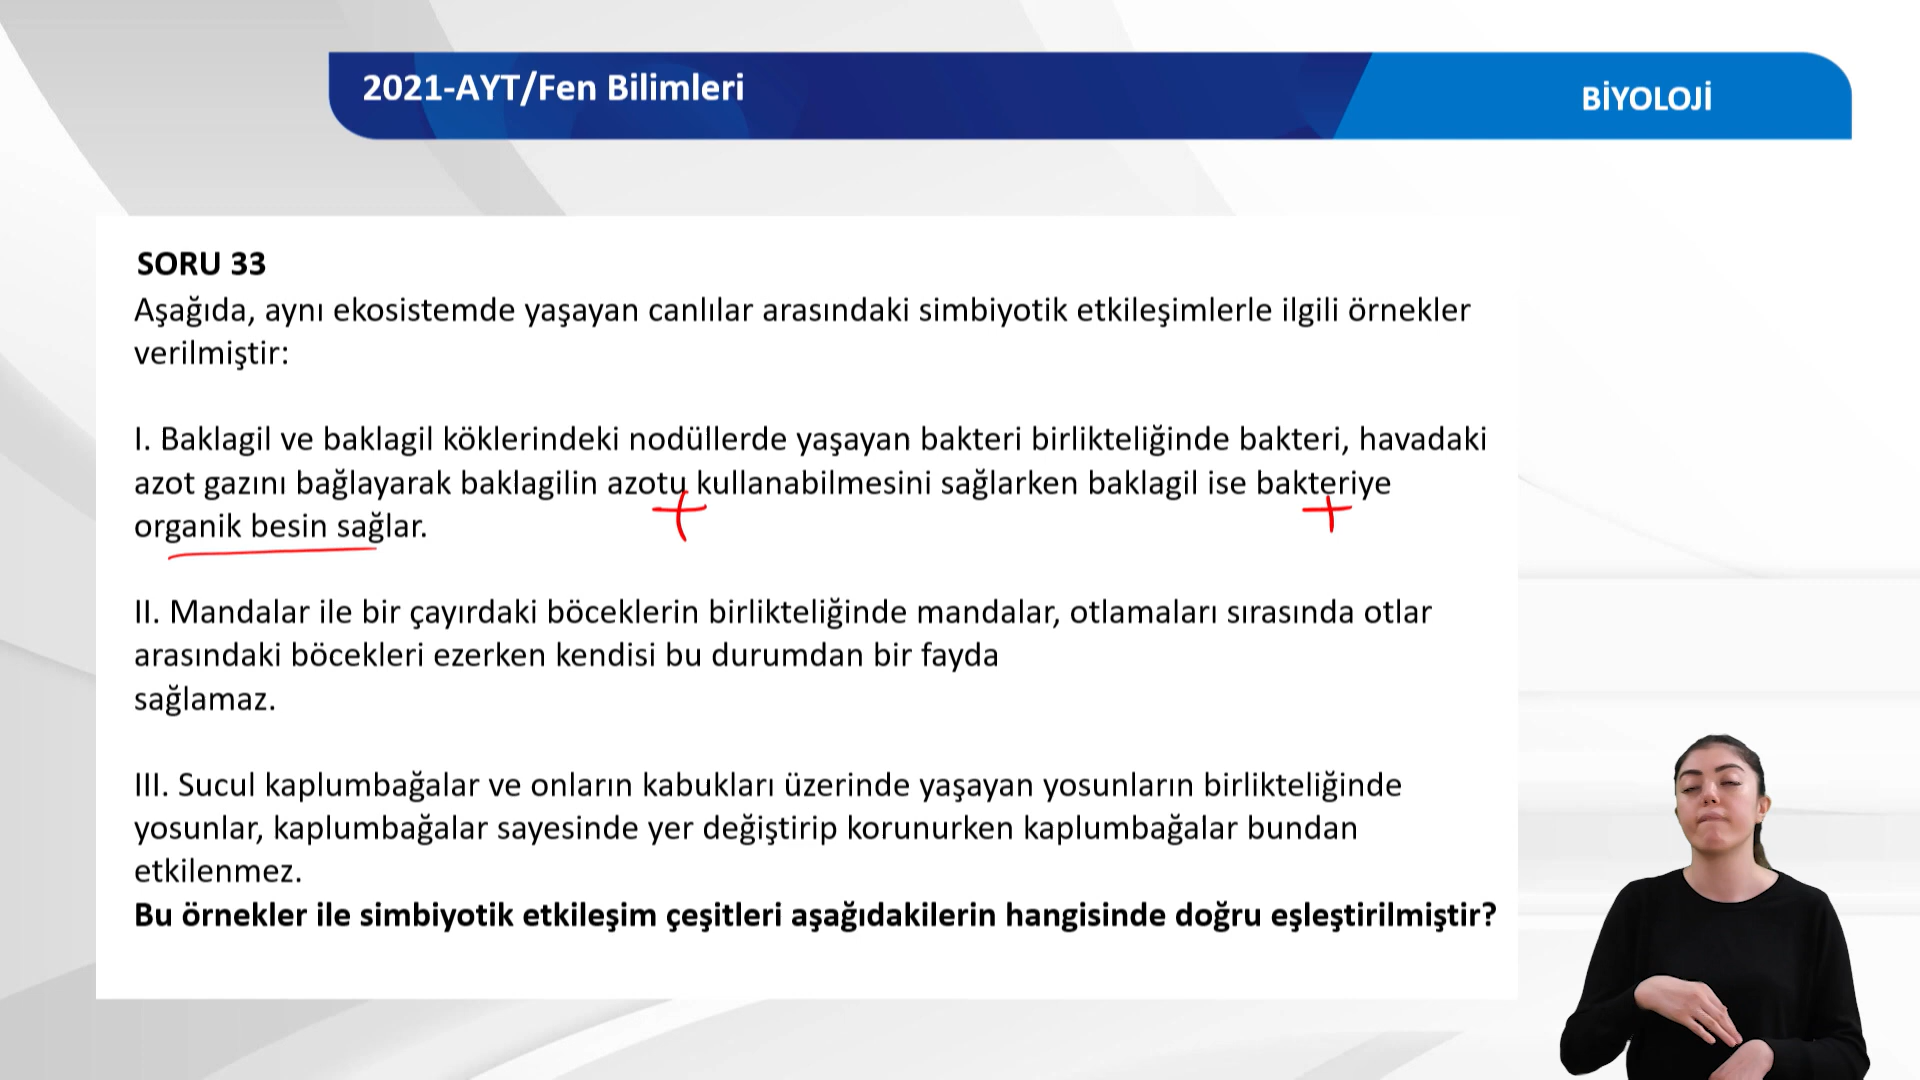 2021-AYT/Fen Bilimleri
BİYOLOJİ
SORU 33
Aşağıda, aynı ekosistemde yaşayan canlılar arasındaki simbiyotik etkileşimlerle ilgili örnekler
verilmiştir:
I. Baklagil ve baklagil köklerindeki nodüllerde yaşayan bakteri birlikteliğinde bakteri, havadaki
azot gazını bağlayarak baklagilin azotu kullanabilmesini sağlarken baklagil ise bakteriye
organik besin sağlar.
+ +
II. Mandalar ile bir çayırdaki böceklerin birlikteliğinde mandalar, otlamaları sırasında otlar
arasındaki böcekleri ezerken kendisi bu durumdan bir fayda
sağlamaz.
III. Sucul kaplumbağalar ve onların kabukları üzerinde yaşayan yosunların birlikteliğinde
yosunlar, kaplumbağalar sayesinde yer değiştirip korunurken kaplumbağalar bundan
etkilenmez.
Bu örnekler ile simbiyotik etkileşim çeşitleri aşağıdakilerin hangisinde doğru eşleştirilmiştir?